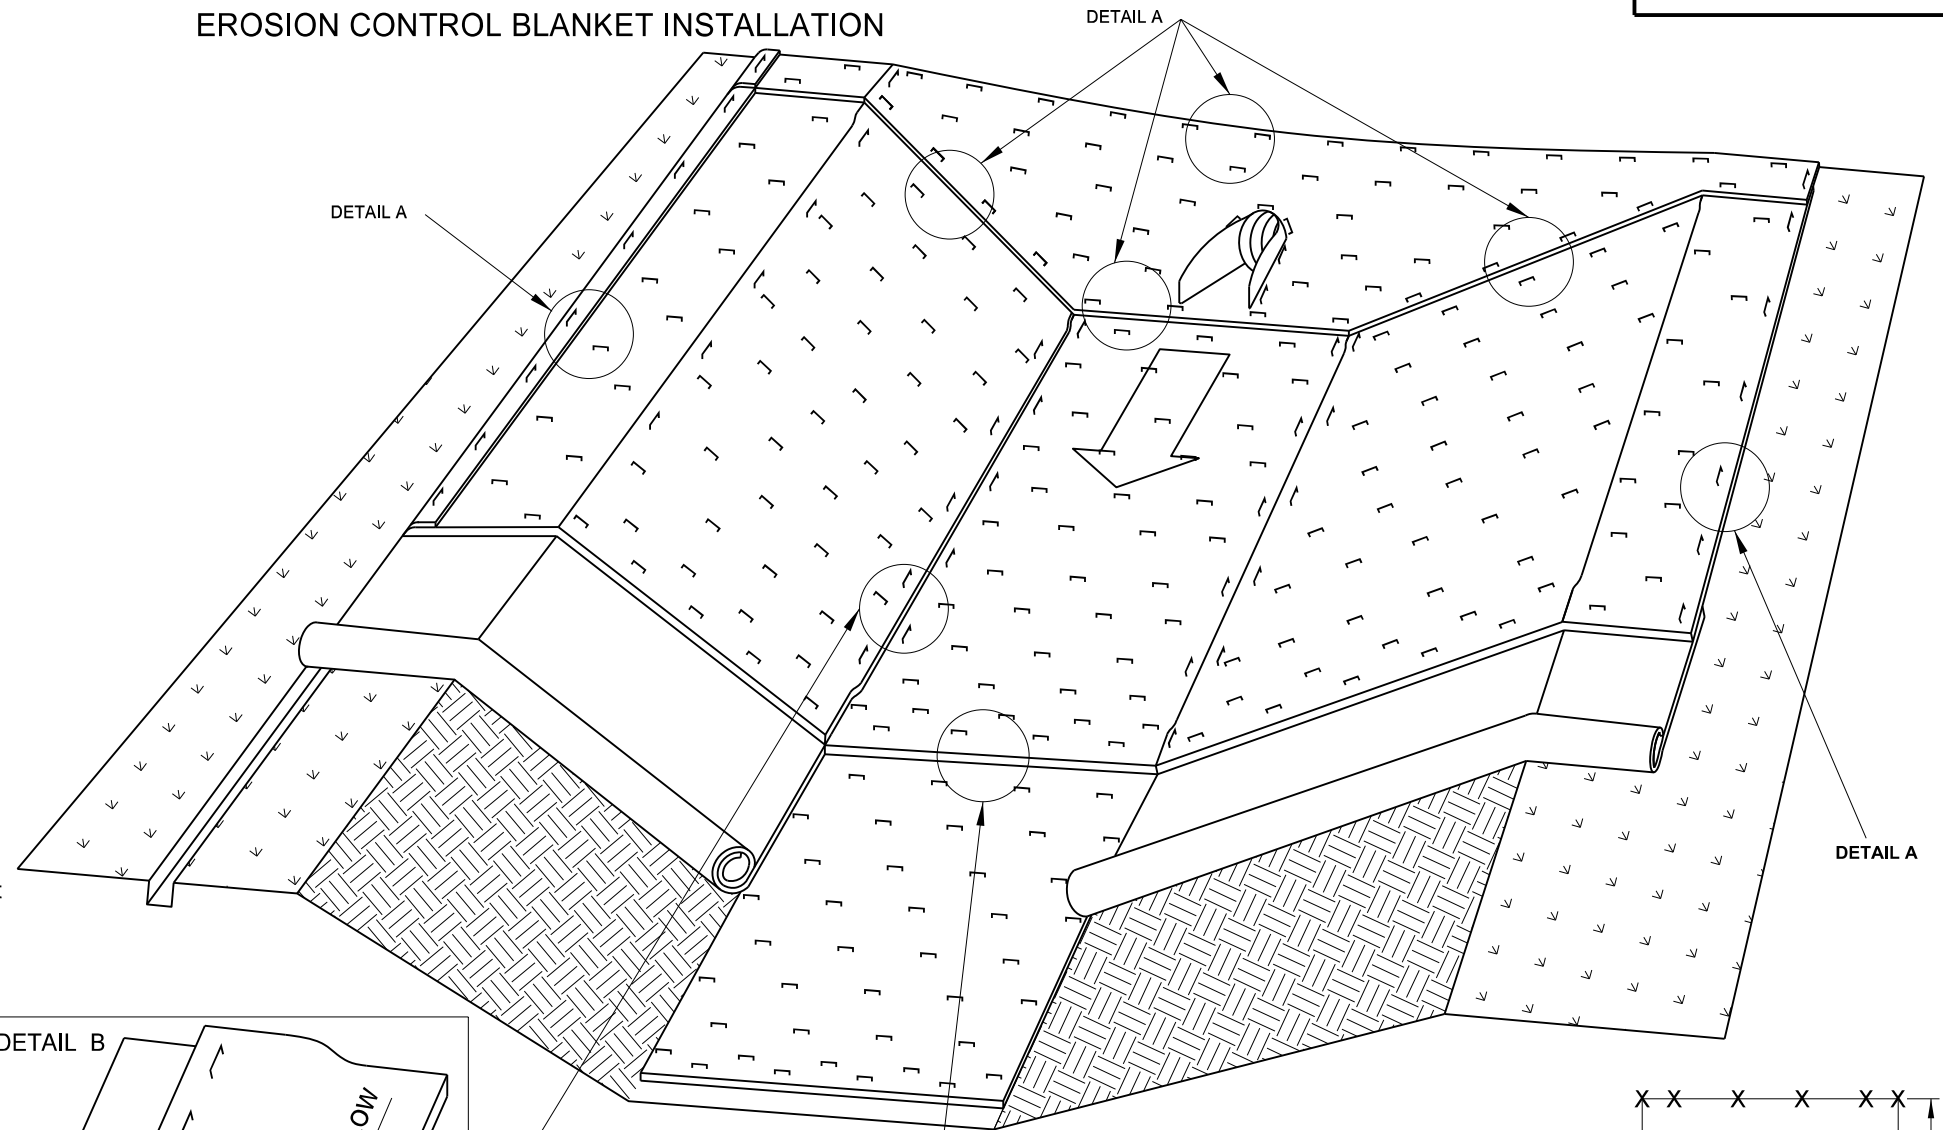 EROSION CONTROL BLANKET INSTALLATION
DETAIL A
DETAIL A
DETAIL A
DETAIL B
X X X X X X